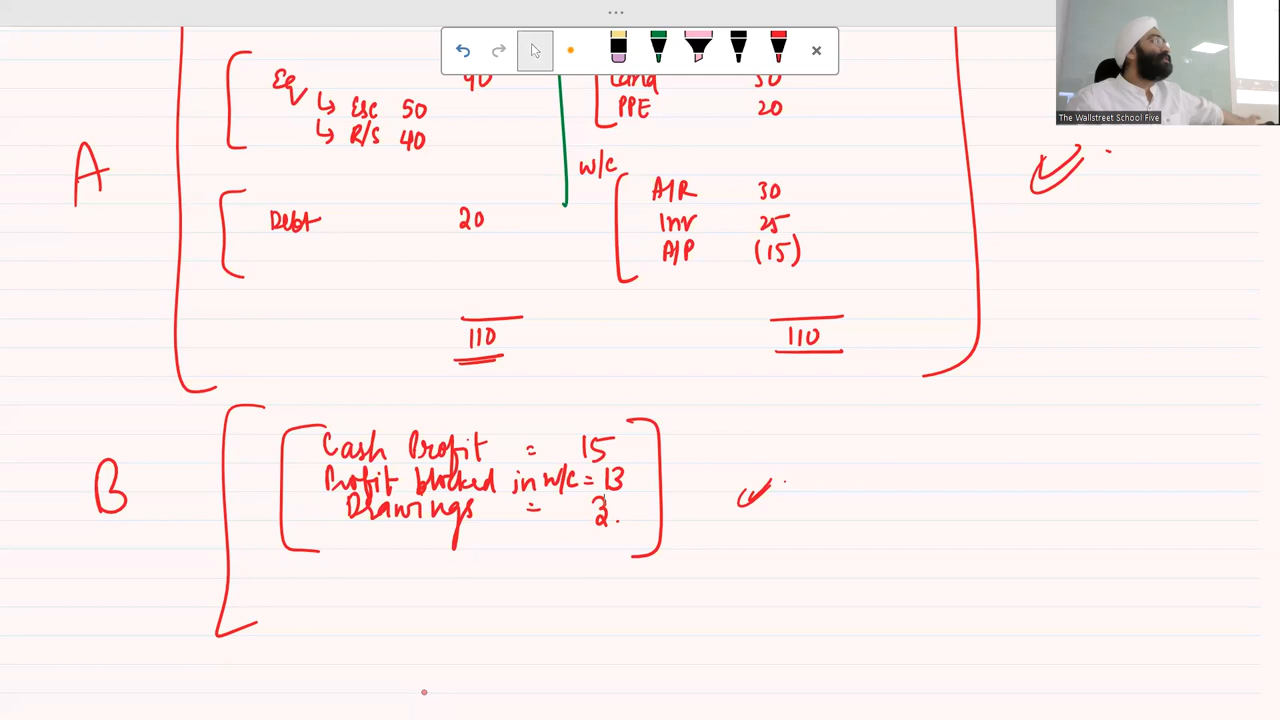 Eq
Land
↳ Esc 50
PPE 20
↳ R/S 40
W/C
A
A/R 30
Debt 20
Inv 25
A/P (15)
110 110
Cash Profit = 15
B
Profit blocked in W/C = 13
Drawings =
The Wallstreet School Five